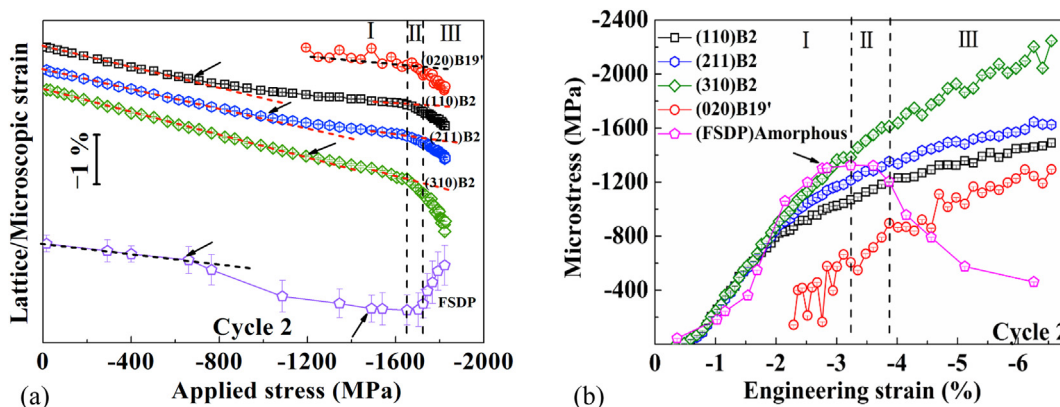 I II III
(020)B19'
(110)B2
(211)B2
(310)B2
FSDP
−1 %
Cycle 2
Lattice/Microscopic strain
0 -400 -800 -1200 -1600 -2000
Applied stress (MPa)
(a)
-2400
-2000
-1600
-1200
-800
-400
Microstress (MPa)
(110)B2
(211)B2
(310)B2
(020)B19'
(FSDP)Amorphous
I II III
Cycle 2
0 -1 -2 -3 -4 -5 -6
Engineering strain (%)
(b)